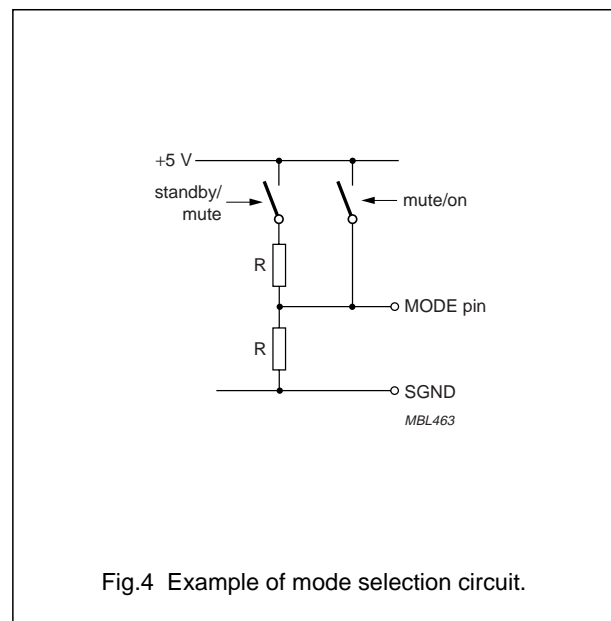 +5 V
standby/
mute
mute/on
R
MODE pin
R
SGND
MBL463
Fig.4 Example of mode selection circuit.